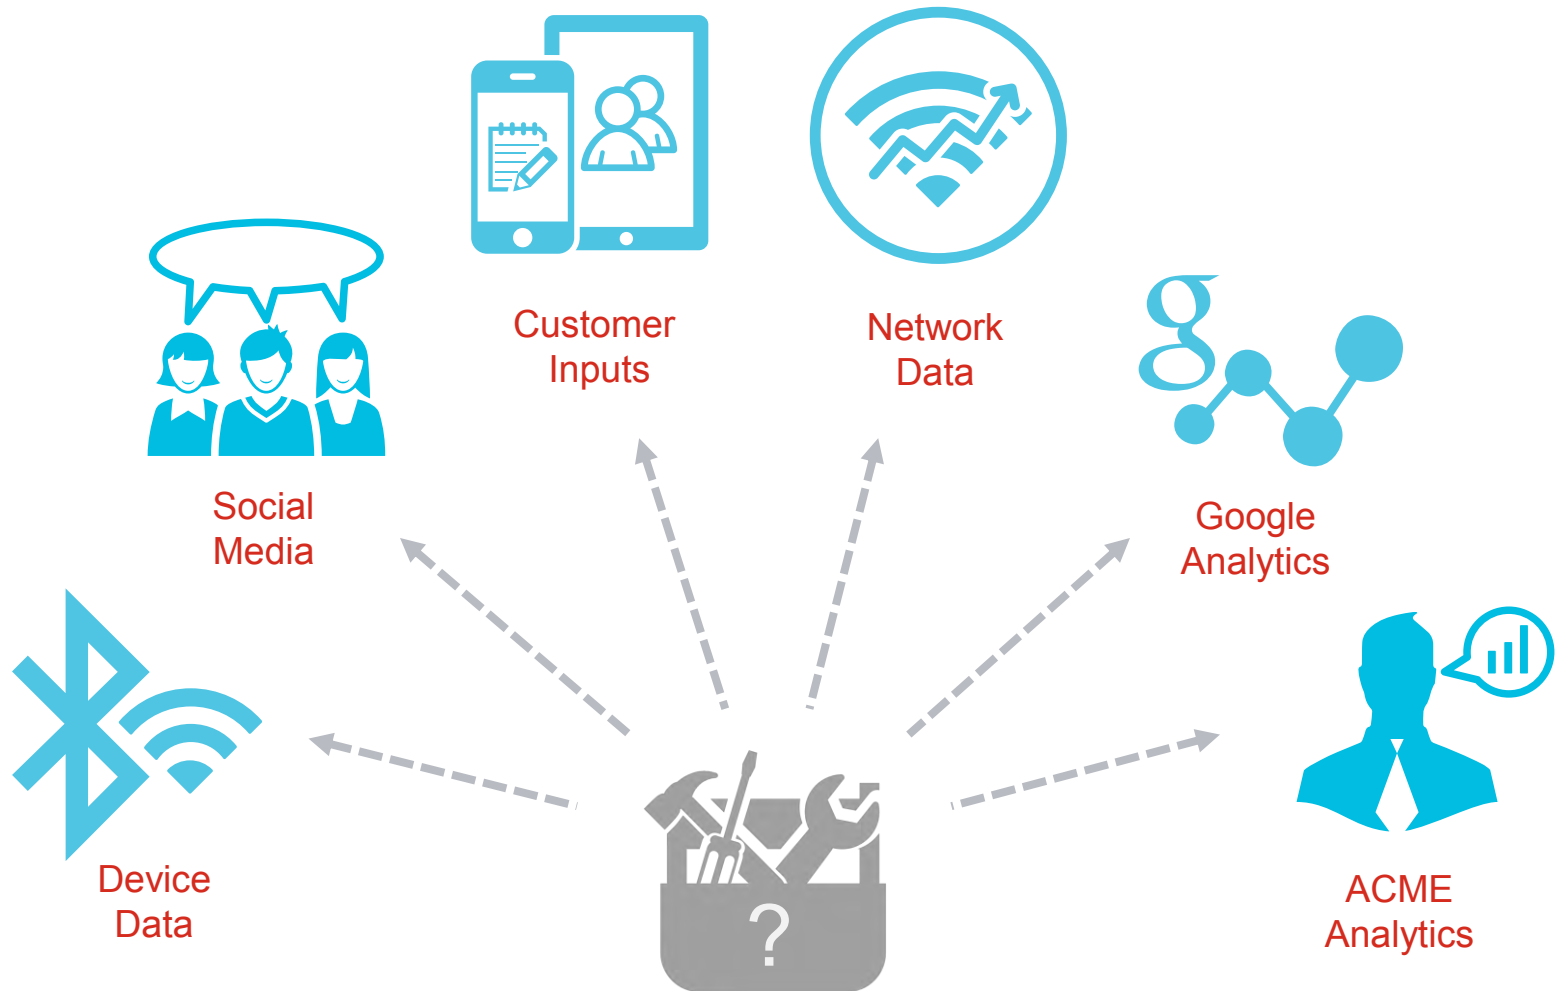 Customer
Inputs
Network
Data
g
Social
Media
Google
Analytics
Device
Data
ACME
Analytics
?